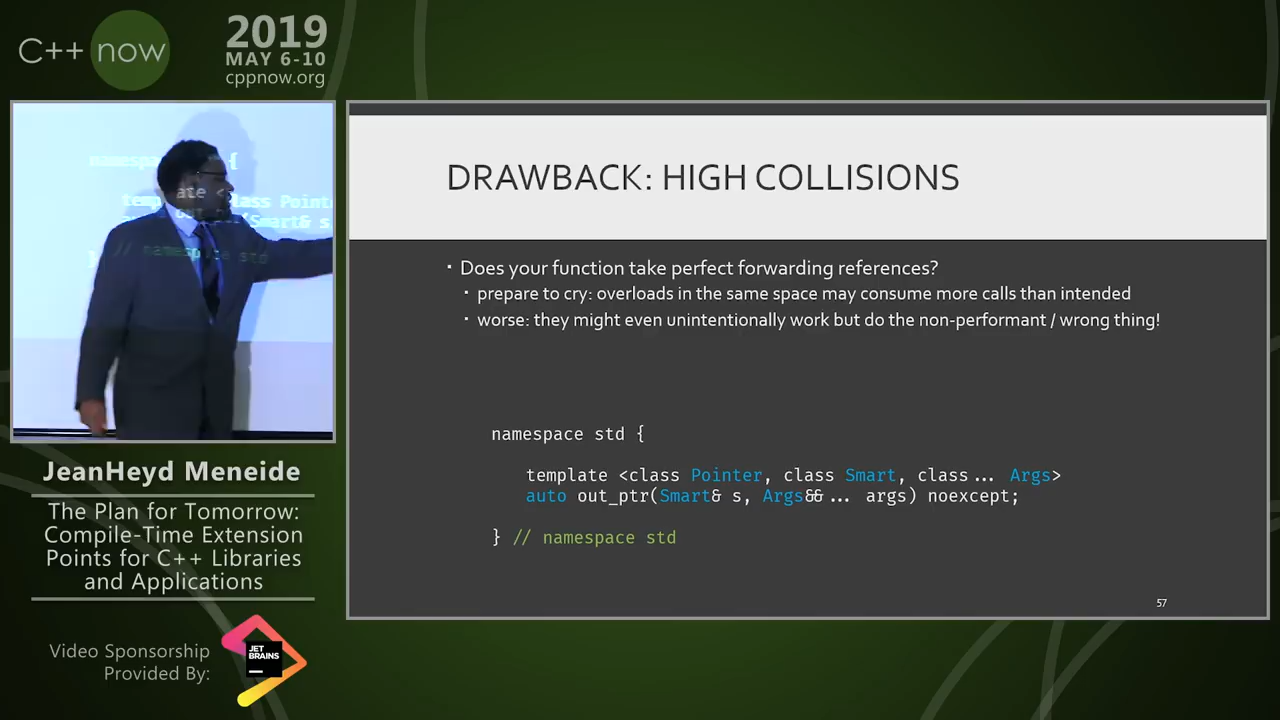 C++ now
2019
MAY 6-10
cppnow.org
DRAWBACK: HIGH COLLISIONS
▪ Does your function take perfect forwarding references?
▪ prepare to cry: overloads in the same space may consume more calls than intended
▪ worse: they might even unintentionally work but do the non-performant / wrong thing!
namespace std {
template <class Pointer, class Smart, class... Args>
auto out_ptr(Smart& s, Args&&... args) noexcept;
} // namespace std
57
JeanHeyd Meneide
The Plan for Tomorrow:
Compile-Time Extension
Points for C++ Libraries
and Applications
Video Sponsorship
Provided By:
JET
BRAINS